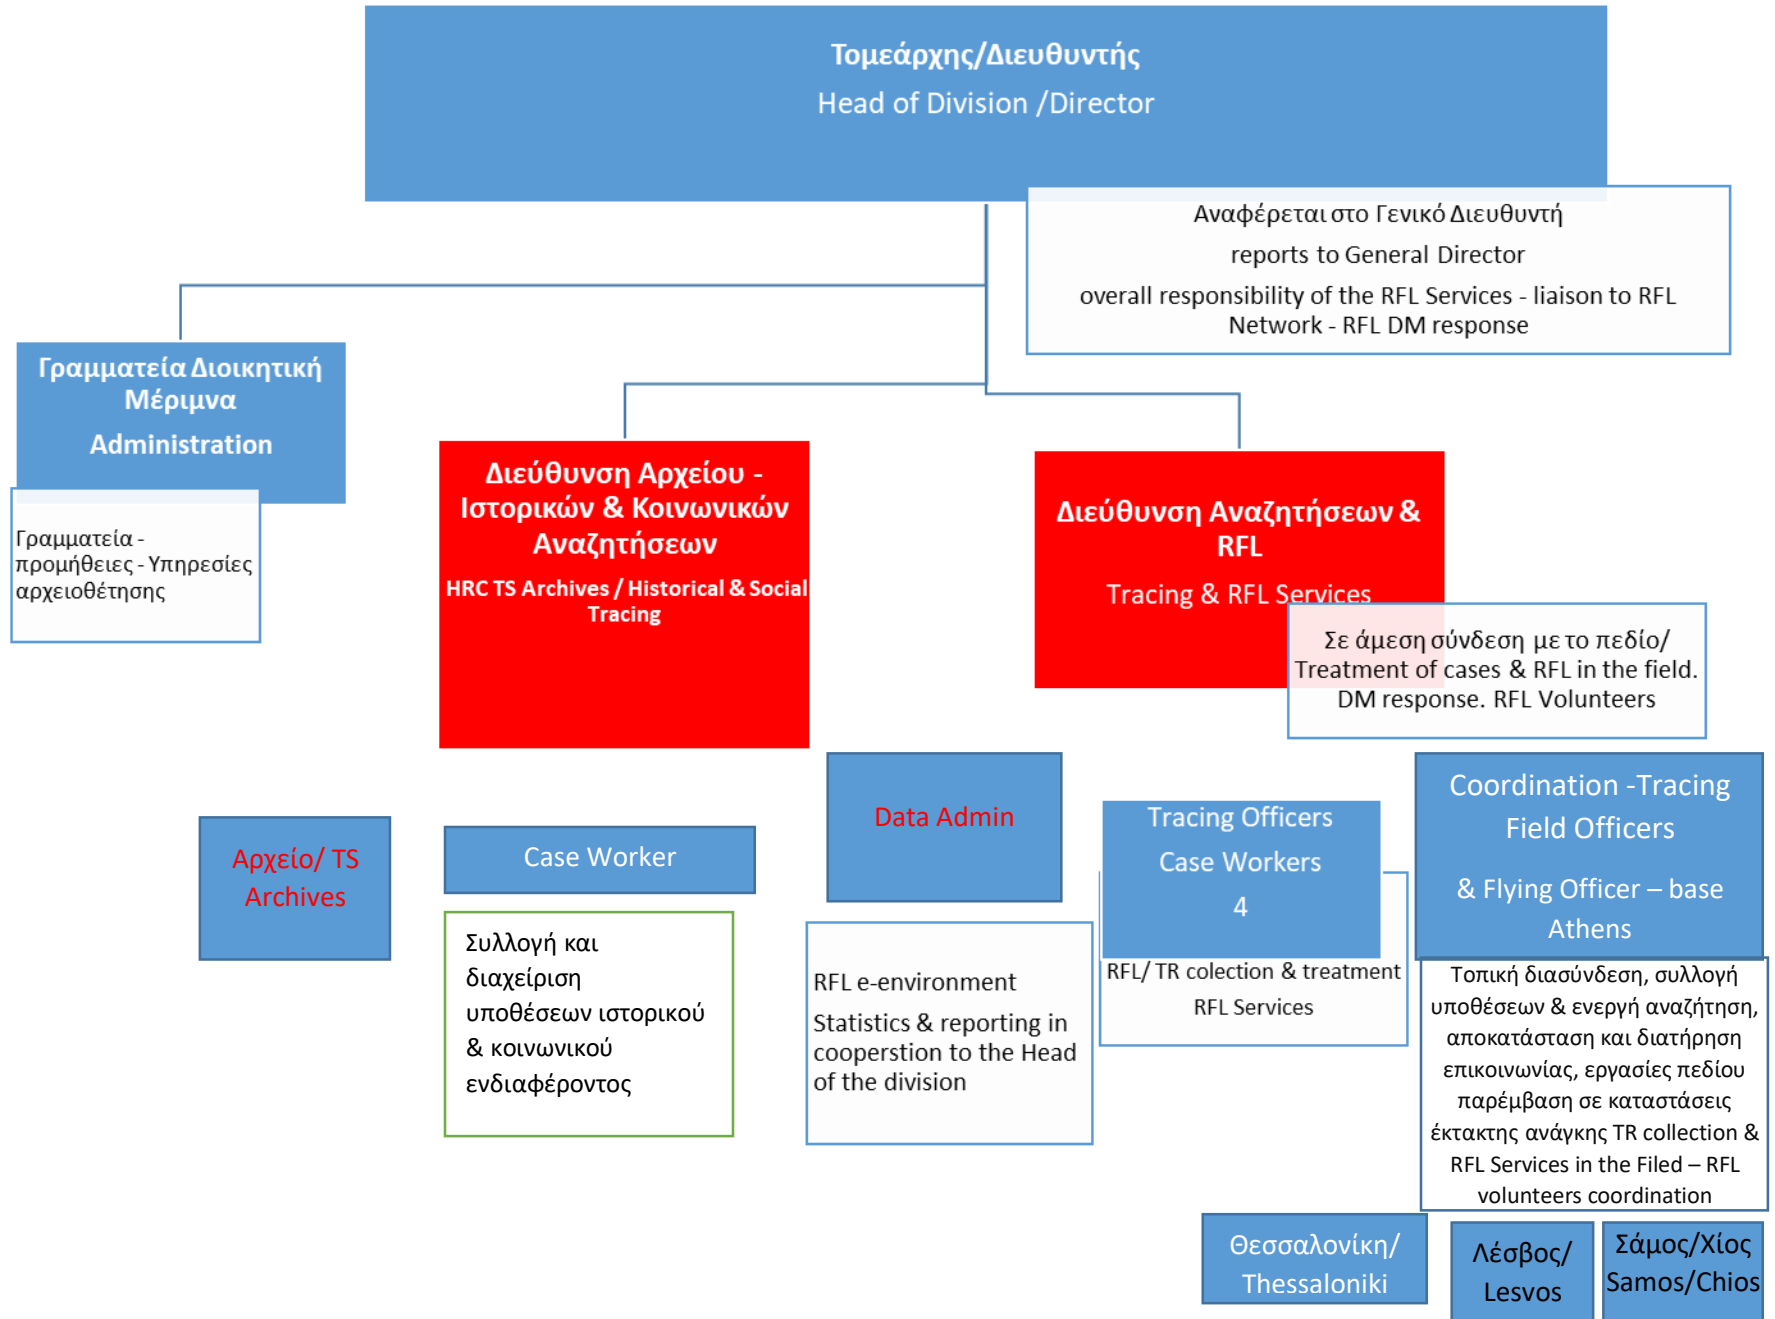 Τομεάρχης/Διευθυντής
Head of Division /Director
Αναφέρεται στο Γενικό Διευθυντή
reports to General Director
overall responsibility of the RFL Services - liaison to RFL
Network - RFL DM response
Γραμματεία Διοικητική
Μέριμνα
Administration
Γραμματεία -
προμήθειες - Υπηρεσίες
αρχειοθέτησης
Διεύθυνση Αρχείου -
Ιστορικών & Κοινωνικών
Αναζητήσεων
HRC TS Archives / Historical & Social
Tracing
Διεύθυνση Αναζητήσεων &
RFL
Tracing & RFL Services
Σε άμεση σύνδεση με το πεδίο/
Treatment of cases & RFL in the field.
DM response. RFL Volunteers
Αρχείο/ TS
Archives
Case Worker
Συλλογή και
διαχείριση
υποθέσεων ιστορικού
& κοινωνικού
ενδιαφέροντος
Data Admin
RFL e-environment
Statistics & reporting in
cooperstion to the Head
of the division
Tracing Officers
Case Workers
4
RFL/ TR colection & treatment
RFL Services
Coordination -Tracing
Field Officers
& Flying Officer – base
Athens
Τοπική διασύνδεση, συλλογή
υποθέσεων & ενεργή αναζήτηση,
αποκατάσταση και διατήρηση
επικοινωνίας, εργασίες πεδίου
παρέμβαση σε καταστάσεις
έκτακτης ανάγκης TR collection &
RFL Services in the Filed – RFL
volunteers coordination
Θεσσαλονίκη/
Thessaloniki
Λέσβος/
Lesvos
Σάμος/Χίος
Samos/Chios